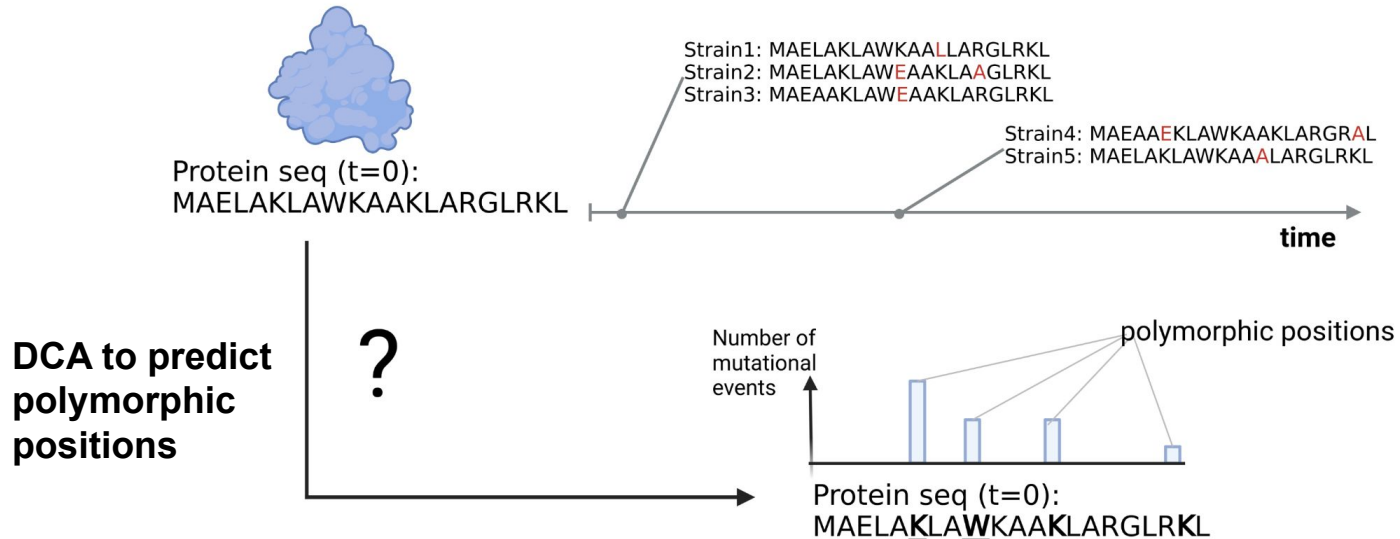 Strain1: MAELAKLAWKAALLARGLRKL
Strain2: MAELAKLAWEAAKLAAGLRKL
Strain3: MAEAAKLAWEAAKLARGLRKL
Strain4: MAEAAEKLAWKAAKLARGRAL
Strain5: MAELAKLAWKAAALARGLRKL
Protein seq (t=0):
MAELAKLAWKAAKLARGLRKL
time
DCA to predict
polymorphic
positions
?
Number of
mutational
events
polymorphic positions
Protein seq (t=0):
MAELAKLAWKAAKLARGLRKL